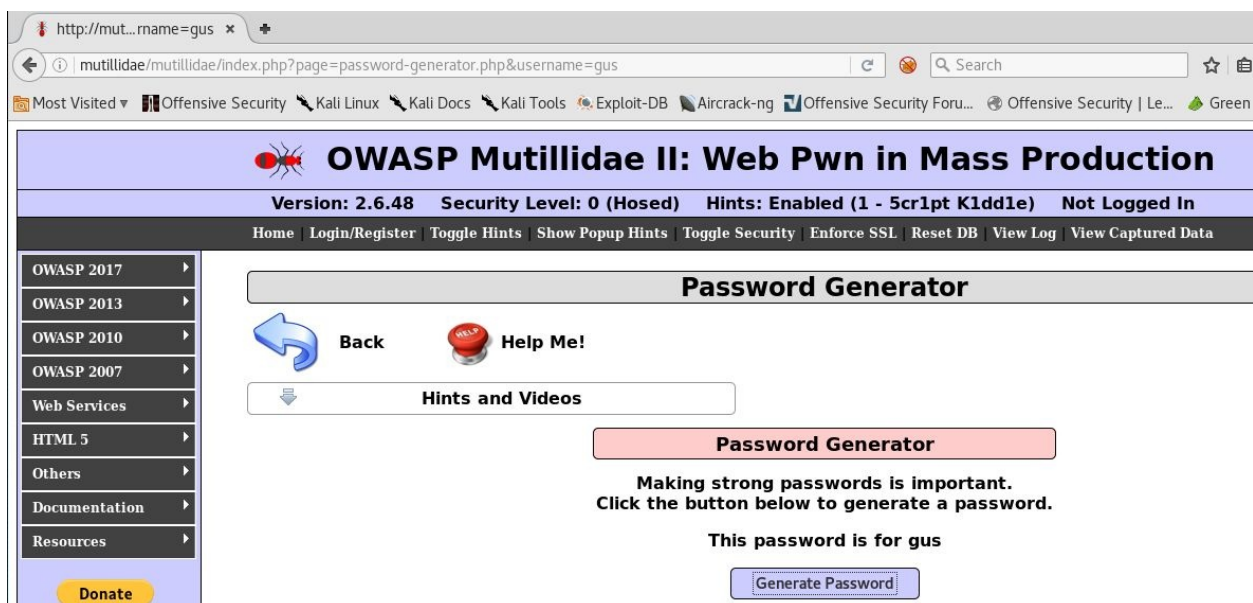 http://mut...rname=gus
mutillidae/mutillidae/index.php?page=password-generator.php&username=gus
Search
Most Visited Offensive Security Kali Linux Kali Docs Kali Tools Exploit-DB Aircrack-ng Offensive Security Foru... Offensive Security | Le... Green
OWASP Mutillidae II: Web Pwn in Mass Production
Version: 2.6.48 Security Level: 0 (Hosed) Hints: Enabled (1 - 5cr1pt K1dd1e) Not Logged In
Home | Login/Register | Toggle Hints | Show Popup Hints | Toggle Security | Enforce SSL | Reset DB | View Log | View Captured Data
OWASP 2017
OWASP 2013
OWASP 2010
OWASP 2007
Web Services
HTML 5
Others
Documentation
Resources
Donate
Password Generator
Back
HELP
Help Me!
Hints and Videos
Password Generator
Making strong passwords is important.
Click the button below to generate a password.
This password is for gus
Generate Password